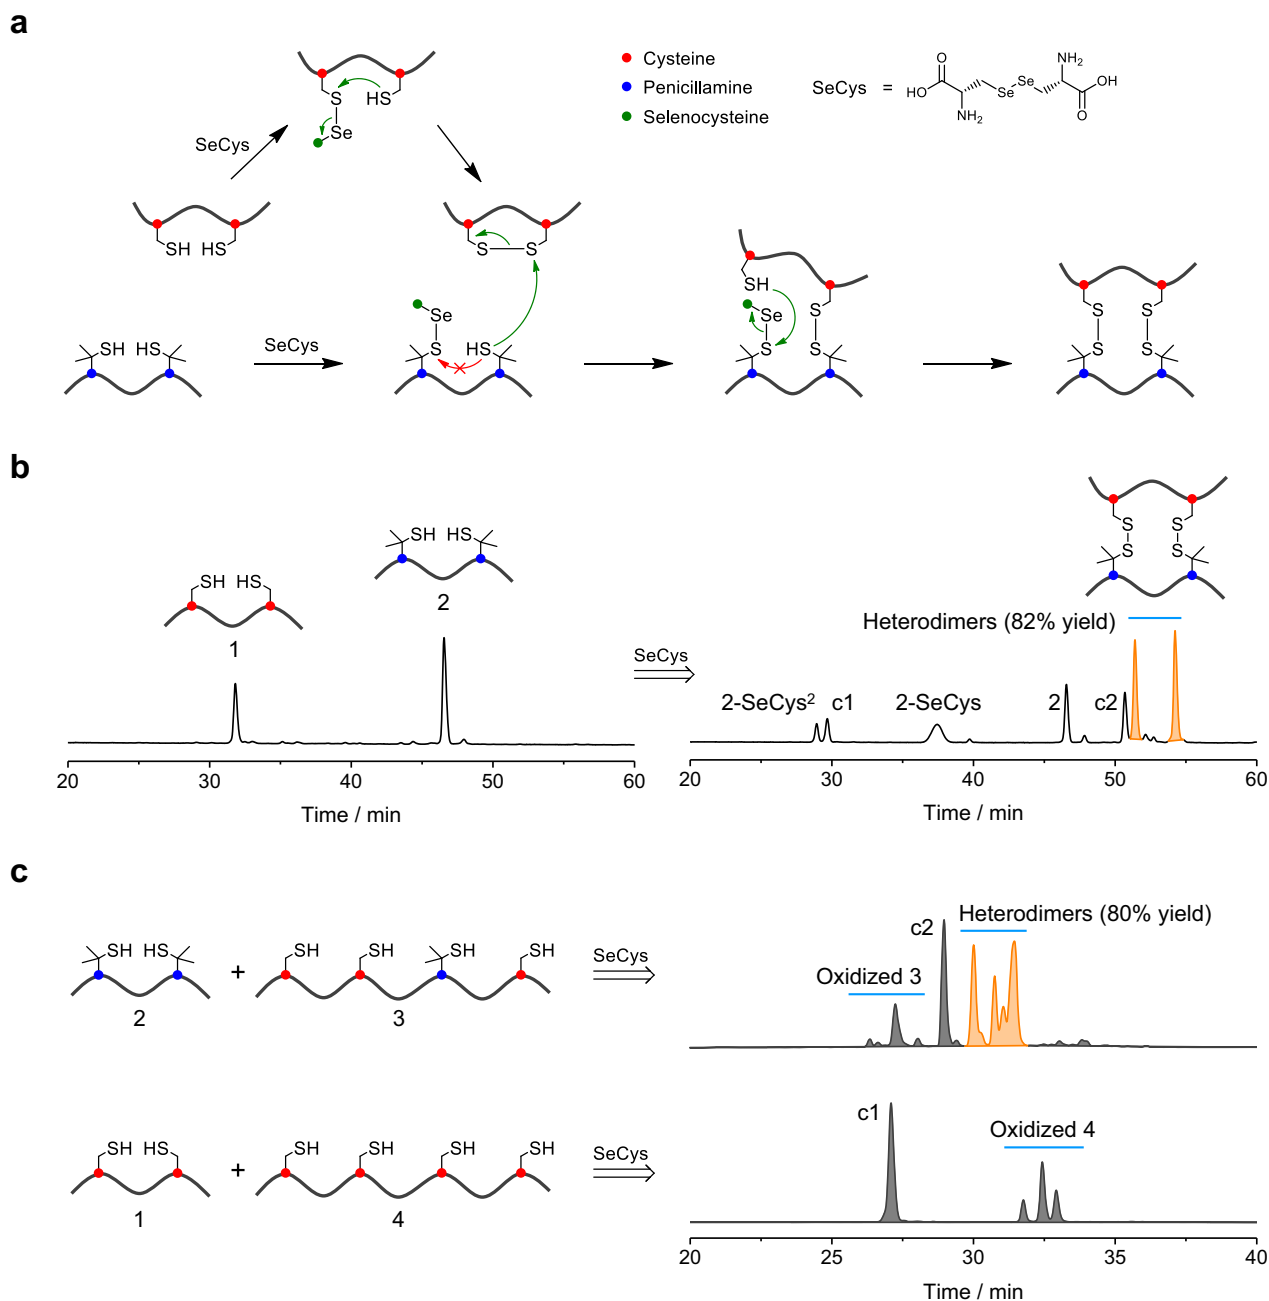 a
Cysteine
Penicillamine
Selenocysteine
SeCys =
O
HO
NH₂
Se
Se
NH₂
OH
O
S
HS
Se
SeCys
SH HS
S S
Se
S
HS
SH HS
SeCys
SH
Se
S
S
S
S S
S S
b
SH HS
1
SH HS
2
20 30 40 50 60
Time / min
SeCys
S S
S S
Heterodimers (82% yield)
2-SeCys² c1 2-SeCys 2 c2
20 30 40 50 60
Time / min
c
SH HS
2
+
SH SH SH SH
3
SeCys
c2
Heterodimers (80% yield)
Oxidized 3
SH HS
1
+
SH SH SH SH
4
SeCys
c1
Oxidized 4
20 25 30 35 40
Time / min